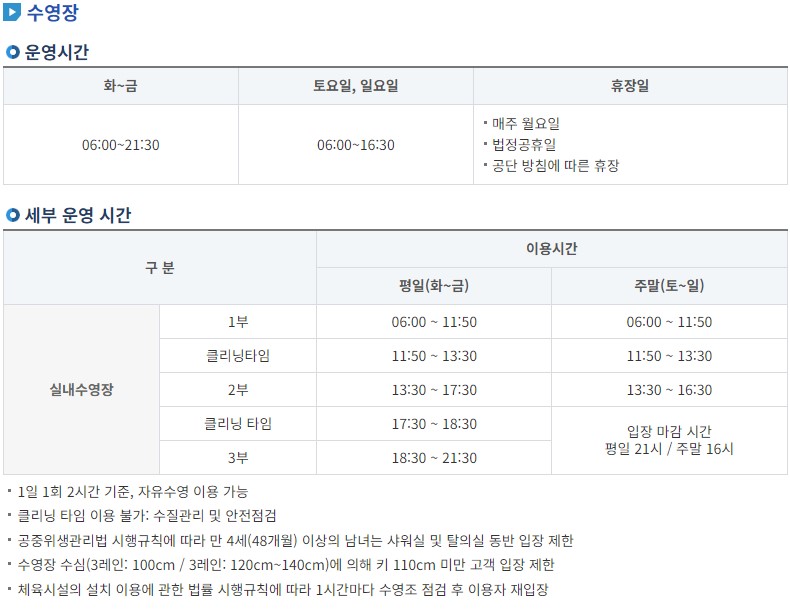 수영장
운영시간
화~금 토요일, 일요일 휴장일
06:00~21:30 06:00~16:30
매주 월요일
법정공휴일
공단 방침에 따른 휴장
세부 운영 시간
구 분 이용시간
평일(화~금) 주말(토~일)
실내수영장
1부 06:00 ~ 11:50 06:00 ~ 11:50
클리닝타임 11:50 ~ 13:30 11:50 ~ 13:30
2부 13:30 ~ 17:30 13:30 ~ 16:30
클리닝 타임 17:30 ~ 18:30
3부 18:30 ~ 21:30
입장 마감 시간
평일 21시 / 주말 16시
1일 1회 2시간 기준, 자유수영 이용 가능
클리닝 타임 이용 불가: 수질관리 및 안전점검
공중위생관리법 시행규칙에 따라 만 4세(48개월) 이상의 남녀는 샤워실 및 탈의실 동반 입장 제한
수영장 수심(3레인: 100cm / 3레인: 120cm~140cm)에 의해 키 110cm 미만 고객 입장 제한
체육시설의 설치 이용에 관한 법률 시행규칙에 따라 1시간마다 수영조 점검 후 이용자 재입장